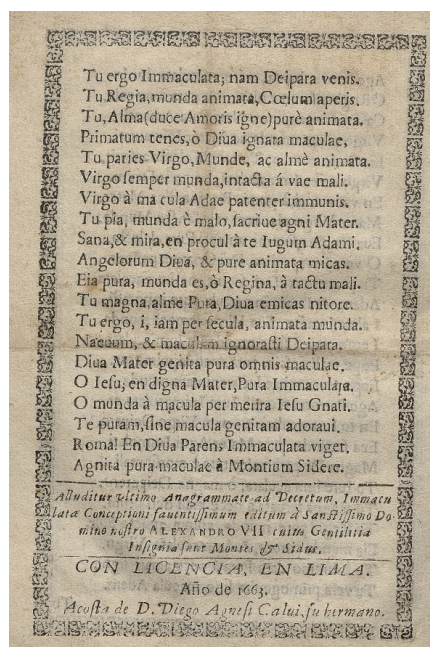 Tu ergo Immaculata; nam Deipara venis.
Tu Regia,munda animata,Cœlum aperis.
Tu,Alma(duce Amoris igne)purè animata.
Primatum tenes,ò Diua ignara maculae,
Tu paries Virgo,Munde, ac almè animata.
Virgo semper munda,intacta á vae mali.
Virgo à ma cula Adae patenter immunis.
Tu pia, munda è malo,sacriue agni Mater.
Sana,& mira,en procul à te Iugum Adami.
Angelorum Diua, & pure animata micas.
Eia pura, munda es,ò Regina, à tactu mali.
Tu magna,alme Pura,Diua emicas nitore.
Tu ergo, i, iam per secula, animata munda.
Naeuum, & maculam ignorasti Deipara.
Diua Mater genita pura omnis maculae.
O Iesu; en digna Mater,Pura Immaculata.
O munda à macula per merita Iesu Gnati.
Te puram,sine macula genitam adoraui.
Roma! En Diua Parens Immaculata viget.
Agnita pura maculae à Montium Sidere.
Alluditur vltimo Anagrammate ad Decretum, Immacu
latæ Conceptioni fauentissimum editum à Sanctissimo Do
mino nostro ALEXANDRO VII cuius Gentilitia
Insignia sunt Montes & Sidus.
CON LICENCIA, EN LIMA.
Año de 1663.
Acosta de D. Diego Agnesi Calui, su hermano.